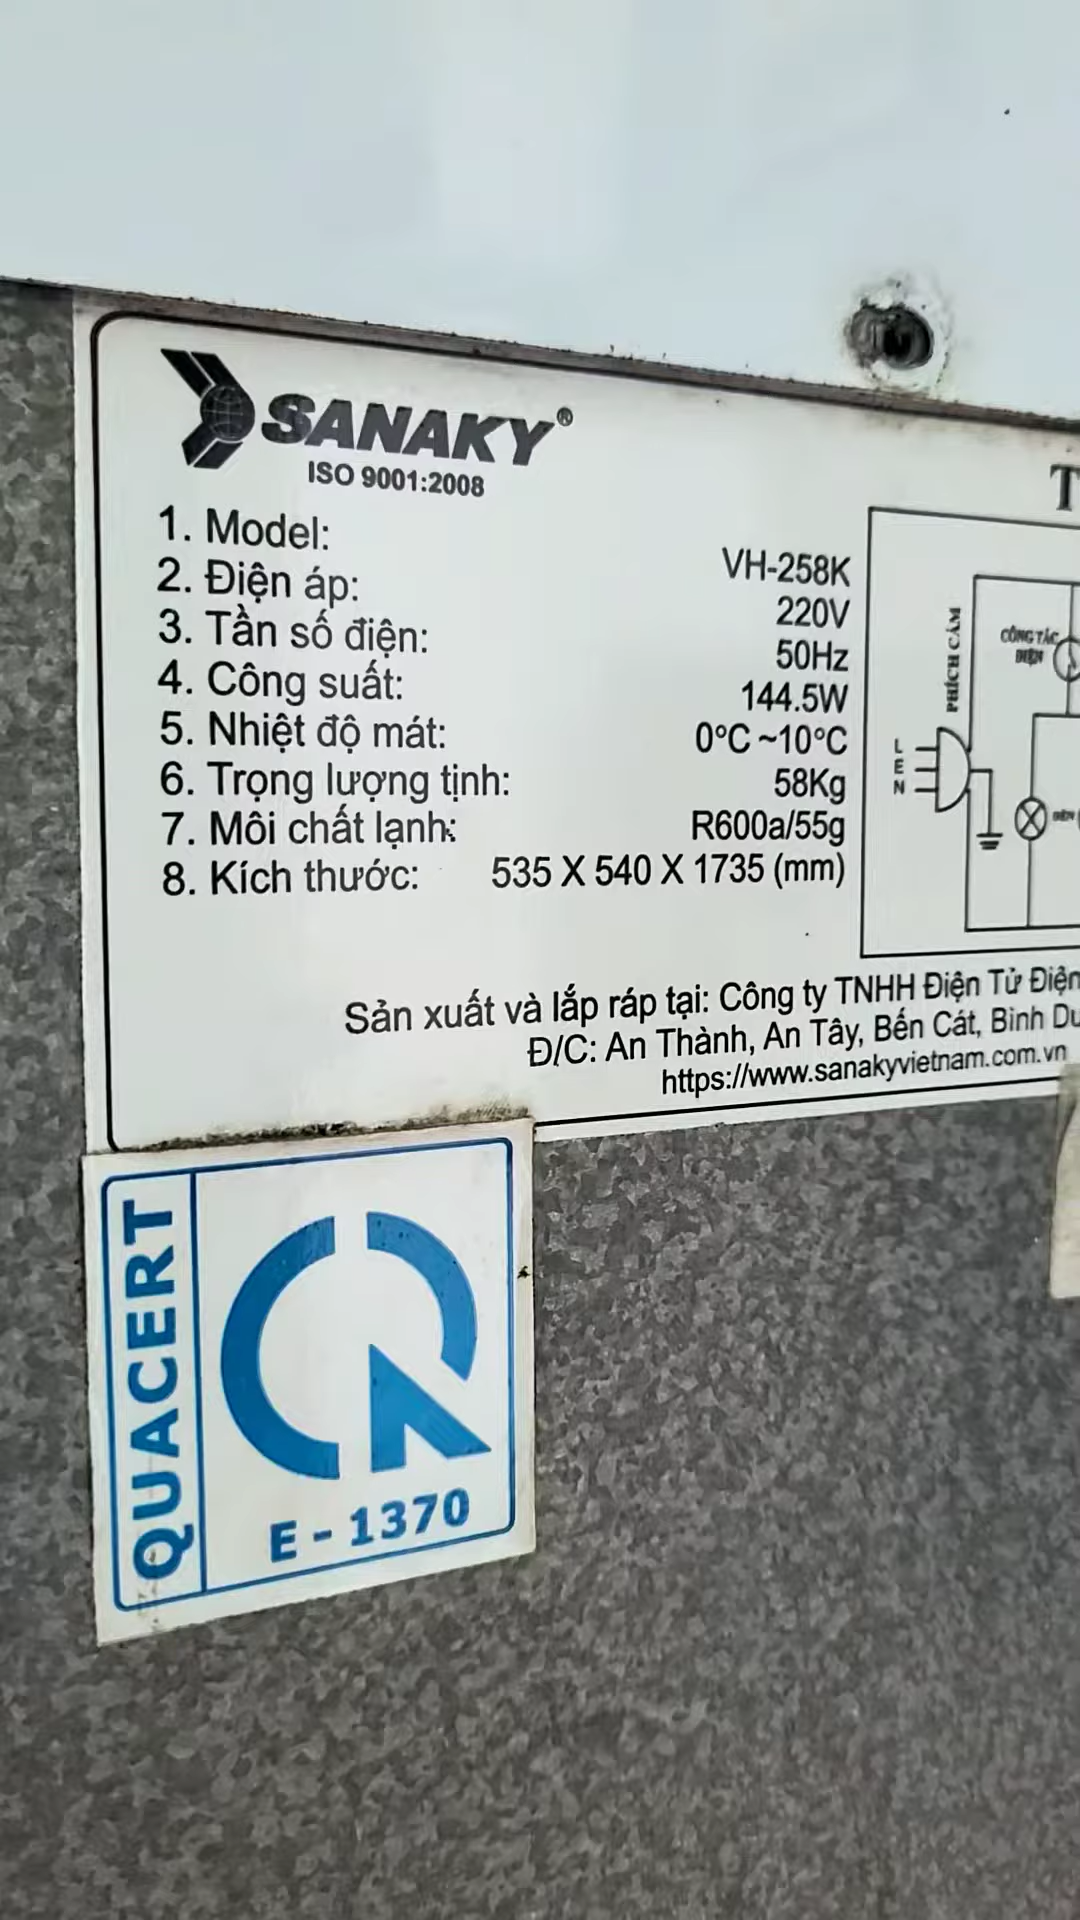 SANAKY®
ISO 9001:2008
1. Model: VH-258K
2. Điện áp: 220V
3. Tần số điện: 50Hz
4. Công suất: 144.5W
5. Nhiệt độ mát: 0°C ~10°C
6. Trọng lượng tịnh: 58Kg
7. Môi chất lạnh: R600a/55g
8. Kích thước: 535 X 540 X 1735 (mm)
T
PHÍCH CẮM
CÔNG TẮC
ĐIỆN
L
E
N
ĐÈN
Sản xuất và lắp ráp tại: Công ty TNHH Điện Tử Điện
Đ/C: An Thành, An Tây, Bến Cát, Bình Du
https://www.sanakyvietnam.com.vn
QUACERT
E - 1370